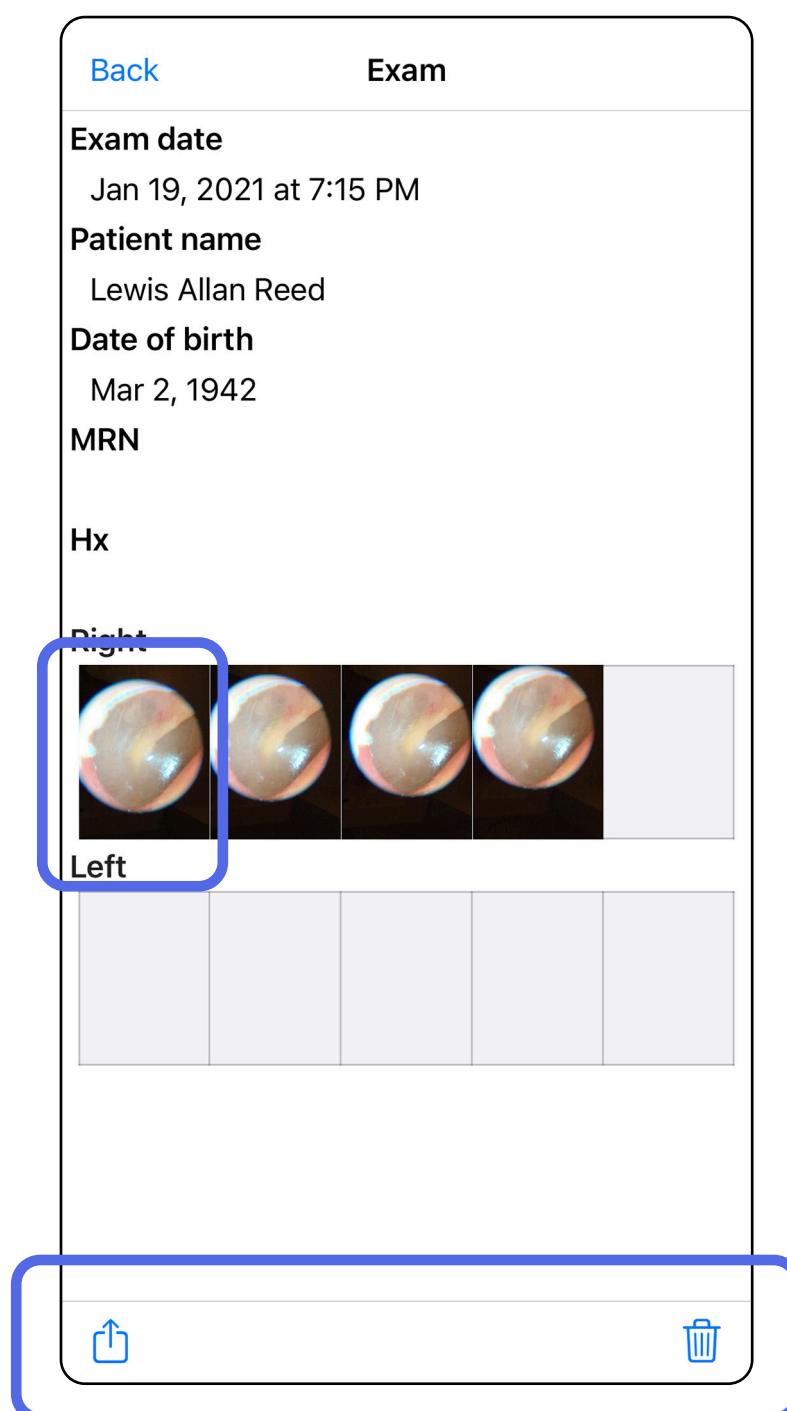 Back
Exam
Exam date
Jan 19, 2021 at 7:15 PM
Patient name
Lewis Allan Reed
Date of birth
Mar 2, 1942
MRN
Hx
Right
Left